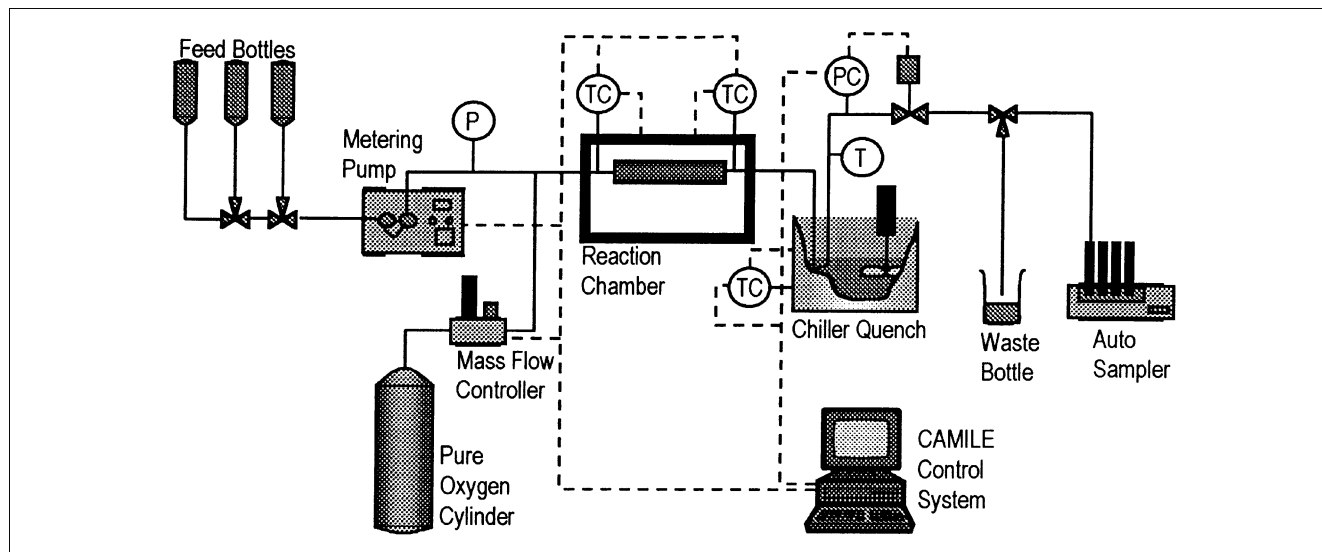 Feed Bottles
Metering
Pump
P
TC
TC
PC
T
Reaction
Chamber
TC
Chiller Quench
Mass Flow
Controller
Waste
Bottle
Auto
Sampler
Pure
Oxygen
Cylinder
CAMILE
Control
System